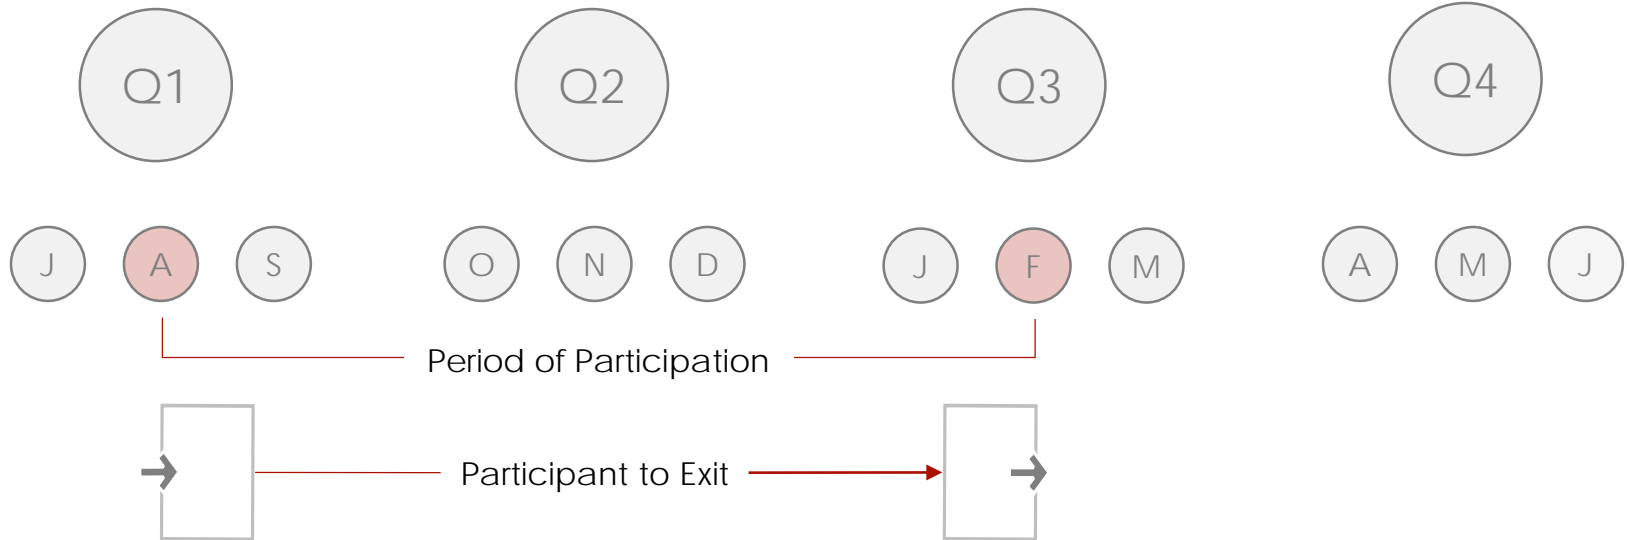 Q1 Q2 Q3 Q4
J A S O N D J F M A M J
Period of Participation
Participant to Exit